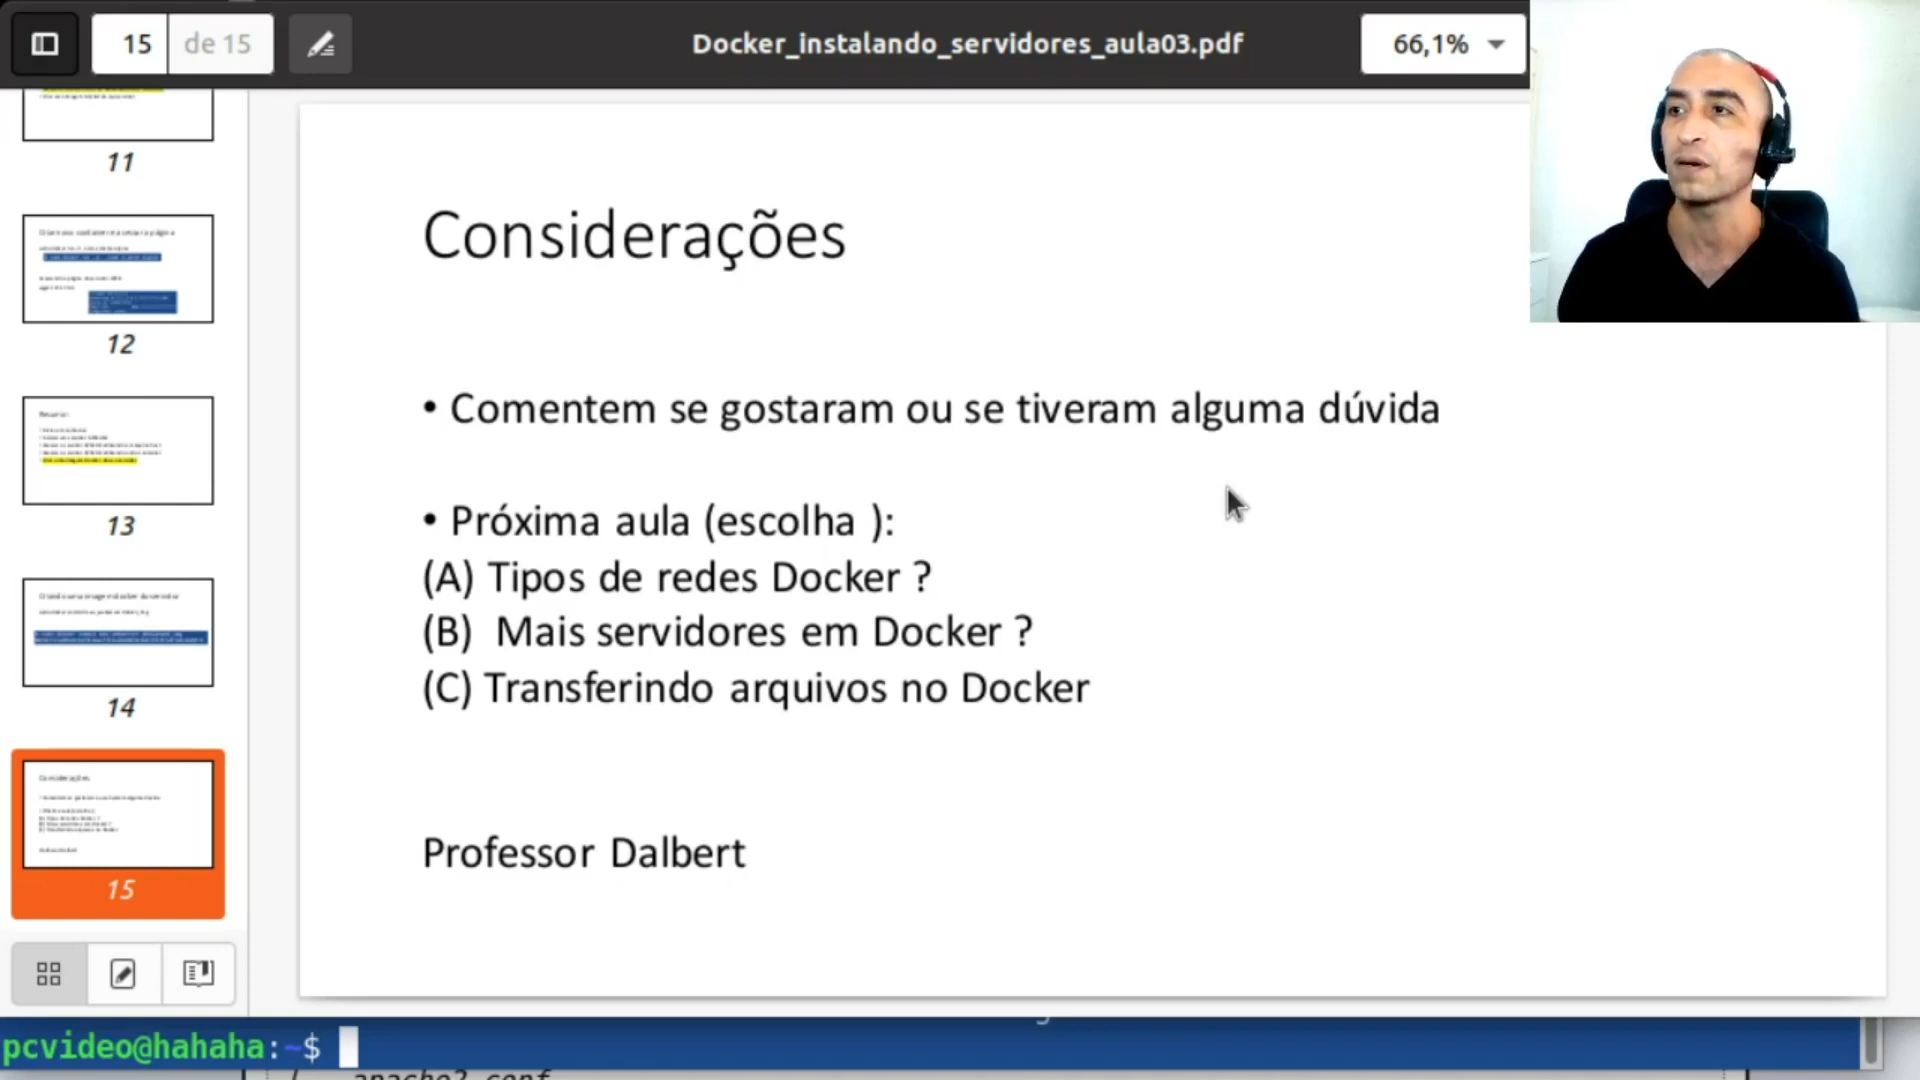 15
de 15
Docker_instalando_servidores_aula03.pdf
66,1%
11
12
13
14
15
Considerações
• Comentem se gostaram ou se tiveram alguma dúvida
• Próxima aula (escolha ):
(A) Tipos de redes Docker ?
(B) Mais servidores em Docker ?
(C) Transferindo arquivos no Docker
Professor Dalbert
pcvideo@hahaha:~$
apache2.conf